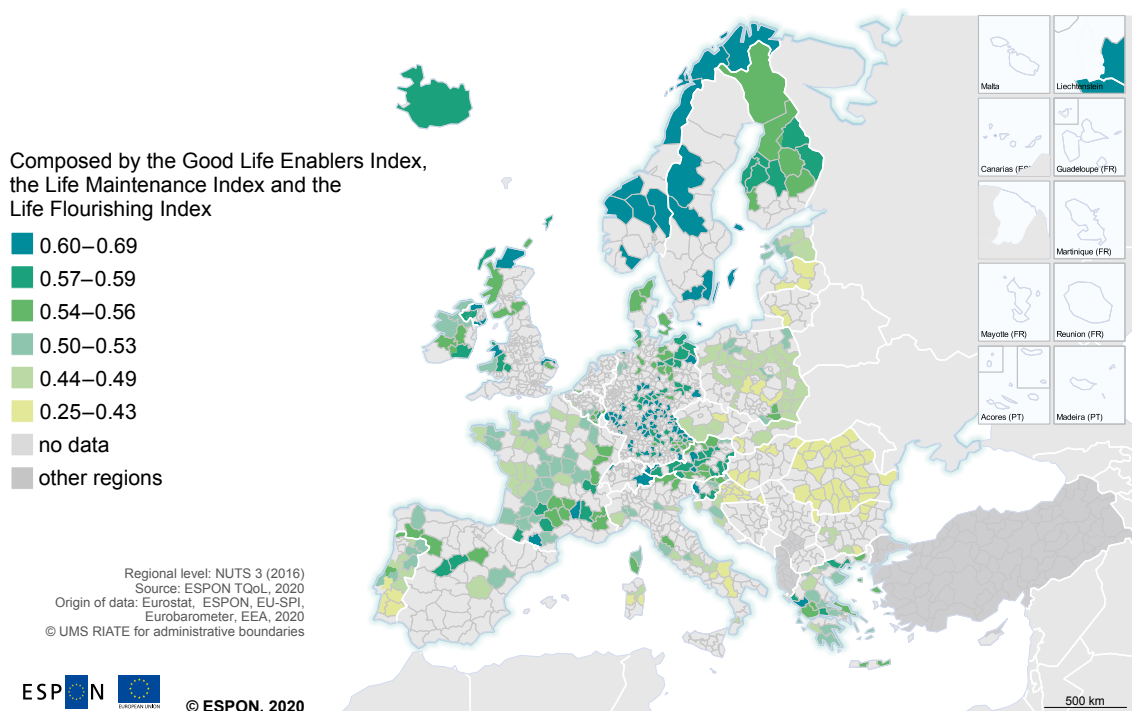 Composed by the Good Life Enablers Index,
the Life Maintenance Index and the
Life Flourishing Index
0.60–0.69
0.57–0.59
0.54–0.56
0.50–0.53
0.44–0.49
0.25–0.43
no data
other regions
Regional level: NUTS 3 (2016)
Source: ESPON TQoL, 2020
Origin of data: Eurostat, ESPON, EU-SPI,
Eurobarometer, EEA, 2020
© UMS RIATE for administrative boundaries
ESPON
EUROPEAN UNION
© ESPON, 2020
Malta
Liechtenstein
Canarias (ES)
Guadeloupe (FR)
Martinique (FR)
Mayotte (FR)
Reunion (FR)
Acores (PT)
Madeira (PT)
500 km